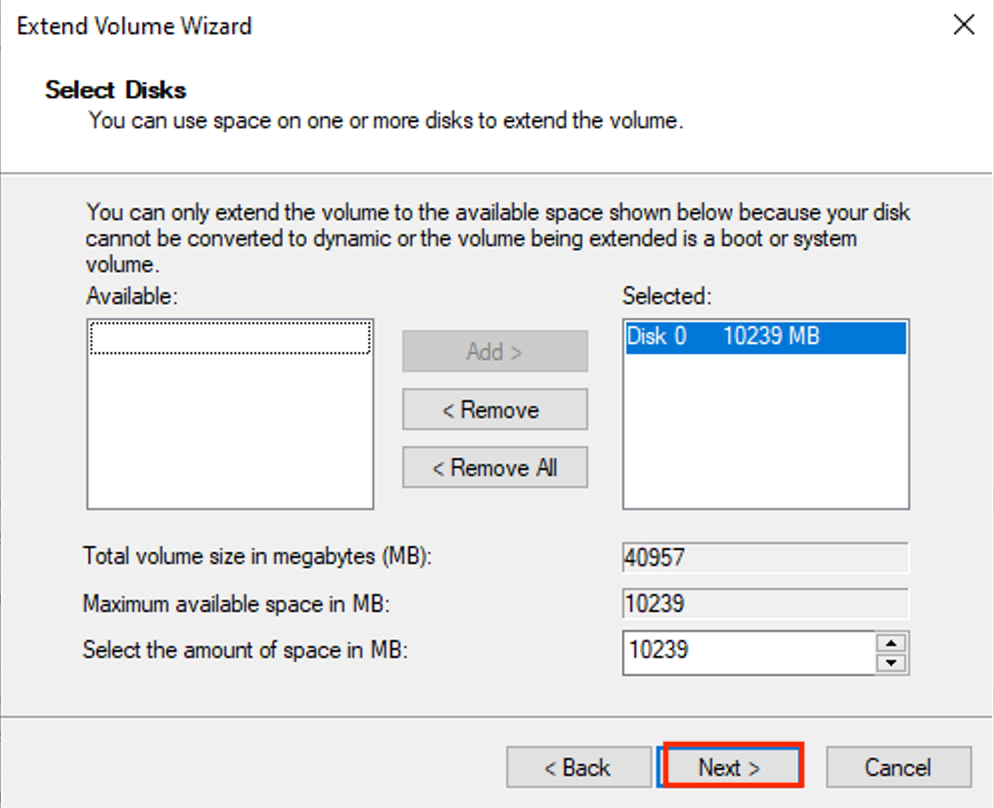 Extend Volume Wizard
Select Disks
You can use space on one or more disks to extend the volume.
You can only extend the volume to the available space shown below because your disk
cannot be converted to dynamic or the volume being extended is a boot or system
volume.
Available:
Selected:
Disk 0 10239 MB
Add >
< Remove
< Remove All
Total volume size in megabytes (MB): 40957
Maximum available space in MB: 10239
Select the amount of space in MB: 10239
< Back Next > Cancel